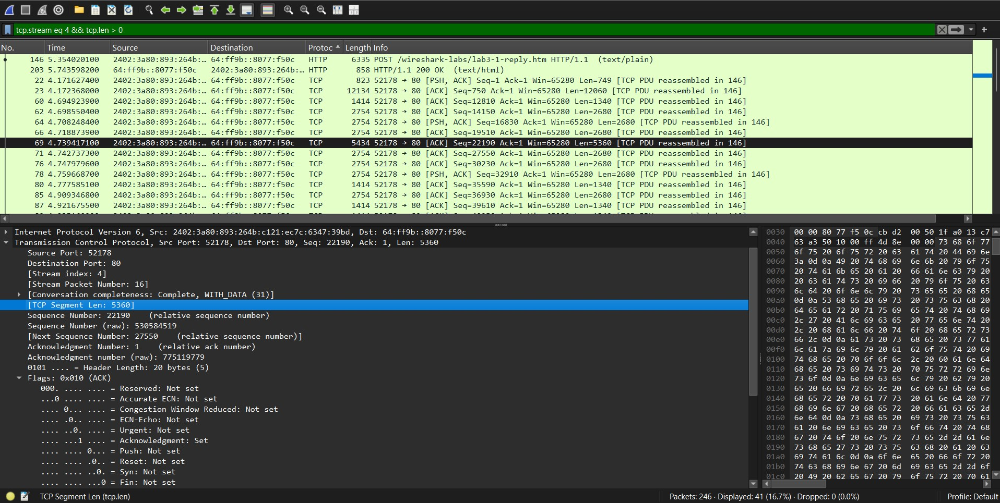 tcp.stream eq 4 && tcp.len > 0
No. Time Source Destination Protoc Length Info
146 5.354020100 2402:3a80:893:264b:… 64:ff9b::8077:f50c HTTP 6335 POST /wireshark-labs/lab3-1-reply.htm HTTP/1.1 (text/plain)
203 5.743598200 64:ff9b::8077:f50c 2402:3a80:893:264b:… HTTP 858 HTTP/1.1 200 OK (text/html)
22 4.171627400 2402:3a80:893:264b:… 64:ff9b::8077:f50c TCP 823 52178 → 80 [PSH, ACK] Seq=1 Ack=1 Win=65280 Len=749 [TCP PDU reassembled in 146]
23 4.172368000 2402:3a80:893:264b:… 64:ff9b::8077:f50c TCP 12134 52178 → 80 [ACK] Seq=750 Ack=1 Win=65280 Len=12060 [TCP PDU reassembled in 146]
60 4.694923900 2402:3a80:893:264b:… 64:ff9b::8077:f50c TCP 1414 52178 → 80 [ACK] Seq=12810 Ack=1 Win=65280 Len=1340 [TCP PDU reassembled in 146]
62 4.698550400 2402:3a80:893:264b:… 64:ff9b::8077:f50c TCP 2754 52178 → 80 [ACK] Seq=14150 Ack=1 Win=65280 Len=2680 [TCP PDU reassembled in 146]
64 4.708248400 2402:3a80:893:264b:… 64:ff9b::8077:f50c TCP 2754 52178 → 80 [PSH, ACK] Seq=16830 Ack=1 Win=65280 Len=2680 [TCP PDU reassembled in 146]
66 4.718873900 2402:3a80:893:264b:… 64:ff9b::8077:f50c TCP 2754 52178 → 80 [ACK] Seq=19510 Ack=1 Win=65280 Len=2680 [TCP PDU reassembled in 146]
69 4.739417100 2402:3a80:893:264b:… 64:ff9b::8077:f50c TCP 5434 52178 → 80 [ACK] Seq=22190 Ack=1 Win=65280 Len=5360 [TCP PDU reassembled in 146]
71 4.742737300 2402:3a80:893:264b:… 64:ff9b::8077:f50c TCP 2754 52178 → 80 [ACK] Seq=27550 Ack=1 Win=65280 Len=2680 [TCP PDU reassembled in 146]
76 4.747979600 2402:3a80:893:264b:… 64:ff9b::8077:f50c TCP 2754 52178 → 80 [ACK] Seq=30230 Ack=1 Win=65280 Len=2680 [TCP PDU reassembled in 146]
78 4.759668700 2402:3a80:893:264b:… 64:ff9b::8077:f50c TCP 2754 52178 → 80 [PSH, ACK] Seq=32910 Ack=1 Win=65280 Len=2680 [TCP PDU reassembled in 146]
80 4.777585100 2402:3a80:893:264b:… 64:ff9b::8077:f50c TCP 1414 52178 → 80 [ACK] Seq=35590 Ack=1 Win=65280 Len=1340 [TCP PDU reassembled in 146]
85 4.909346800 2402:3a80:893:264b:… 64:ff9b::8077:f50c TCP 2754 52178 → 80 [ACK] Seq=36930 Ack=1 Win=65280 Len=2680 [TCP PDU reassembled in 146]
87 4.921675500 2402:3a80:893:264b:… 64:ff9b::8077:f50c TCP 1414 52178 → 80 [ACK] Seq=39610 Ack=1 Win=65280 Len=1340 [TCP PDU reassembled in 146]
Internet Protocol Version 6, Src: 2402:3a80:893:264b:c121:ec7c:6347:39bd, Dst: 64:ff9b::8077:f50c
Transmission Control Protocol, Src Port: 52178, Dst Port: 80, Seq: 22190, Ack: 1, Len: 5360
Source Port: 52178
Destination Port: 80
[Stream index: 4]
[Stream Packet Number: 16]
[Conversation completeness: Complete, WITH_DATA (31)]
[TCP Segment Len: 5360]
Sequence Number: 22190 (relative sequence number)
Sequence Number (raw): 530584519
[Next Sequence Number: 27550 (relative sequence number)]
Acknowledgment Number: 1 (relative ack number)
Acknowledgment number (raw): 775119779
0101 .... = Header Length: 20 bytes (5)
Flags: 0x010 (ACK)
000. .... .... = Reserved: Not set
...0 .... .... = Accurate ECN: Not set
.... 0... .... = Congestion Window Reduced: Not set
.... .0.. .... = ECN-Echo: Not set
.... ..0. .... = Urgent: Not set
.... ...1 .... = Acknowledgment: Set
.... .... 0... = Push: Not set
.... .... .0.. = Reset: Not set
.... .... ..0. = Syn: Not set
.... .... ...0 = Fin: Not set
0030 00 00 80 77 f5 0c cb d2 00 50 1f a0 13 c7
0040 63 a3 50 10 00 ff 4d 8e 00 00 73 68 6f 77
0050 6f 75 20 6f 75 72 20 63 61 74 20 44 69 6e
0060 3a 0d 0a 49 20 74 68 69 6e 6b 20 79 6f 75
0070 20 74 61 6b 65 20 61 20 66 61 6e 63 79 20
0080 20 63 61 74 73 20 69 66 20 79 6f 75 20 63
0090 6c 64 20 6f 6e 6c 79 20 73 65 65 20 68 65
00a0 0d 0a 53 68 65 20 69 73 20 73 75 63 68 20
00b0 64 65 61 72 20 71 75 69 65 74 20 74 68 69
00c0 2c 27 20 41 6c 69 63 65 20 77 65 6e 74 20
00d0 2c 20 68 61 6c 66 20 74 6f 20 68 65 72 73
00e0 66 2c 0d 0a 61 73 20 73 68 65 20 73 77 61
00f0 6c 61 7a 69 6c 79 20 61 62 6f 75 74 20 69
0100 74 68 65 20 70 6f 6f 6c 2c 20 60 61 6e 64
0110 68 65 20 73 69 74 73 20 70 75 72 72 69 6e
0120 73 6f 0d 0a 6e 69 63 65 6c 79 20 62 79 20
0130 65 20 66 69 72 65 2c 20 6c 69 63 6b 69 6e
0140 68 65 72 20 70 61 77 73 20 61 6e 64 20 77
0150 68 69 6e 67 20 68 65 72 20 66 61 63 65 2d
0160 6e 64 0d 0a 73 68 65 20 69 73 20 73 75 63
0170 61 20 6e 69 63 65 20 73 6f 66 74 20 74 68
0180 67 20 74 6f 20 6e 75 72 73 65 2d 2d 61 6e
0190 73 68 65 27 73 20 73 75 63 68 20 61 20 63
01a0 69 74 61 6c 0d 0a 6f 6e 65 20 66 6f 72 20
01b0 74 63 68 69 6e 67 20 6d 69 63 65 2d 2d 6f
01c0 20 49 20 62 65 67 20 79 6f 75 72 20 70 61
TCP Segment Len (tcp.len)
Packets: 246 · Displayed: 41 (16.7%) · Dropped: 0 (0.0%)
Profile: Default